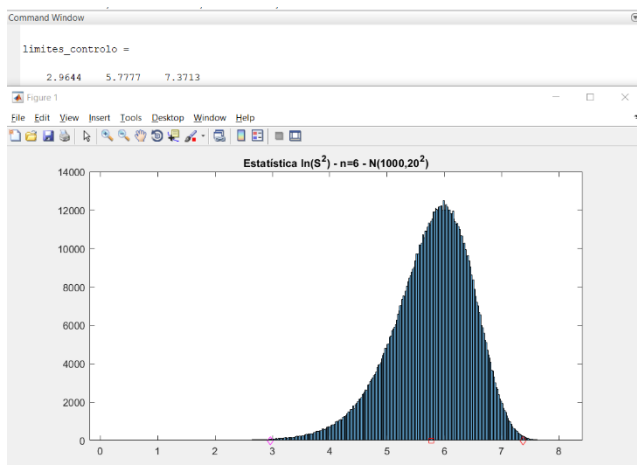 Command Window
limites_controlo =
2.9644 5.7777 7.3713
Figure 1
File Edit View Insert Tools Desktop Window Help
Estatística ln(S²) - n=6 - N(1000,20²)
14000
12000
10000
8000
6000
4000
2000
0
0 1 2 3 4 5 6 7 8